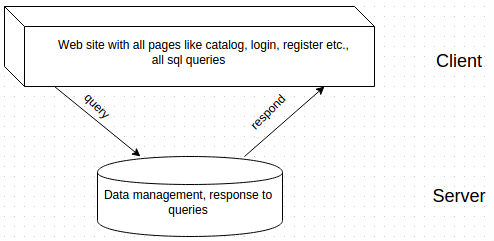 Web site with all pages like catalog, login, register etc.,
all sql queries
Client
query
respond
Data management, response to
queries
Server